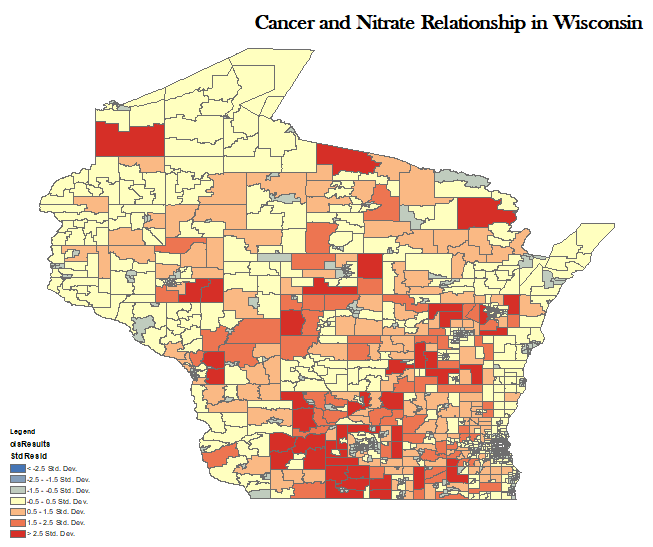 Cancer and Nitrate Relationship in Wisconsin
Legend
olsResults
StdResid
< -2.5 Std. Dev.
-2.5 - -1.5 Std. Dev.
-1.5 - -0.5 Std. Dev.
-0.5 - 0.5 Std. Dev.
0.5 - 1.5 Std. Dev.
1.5 - 2.5 Std. Dev.
> 2.5 Std. Dev.